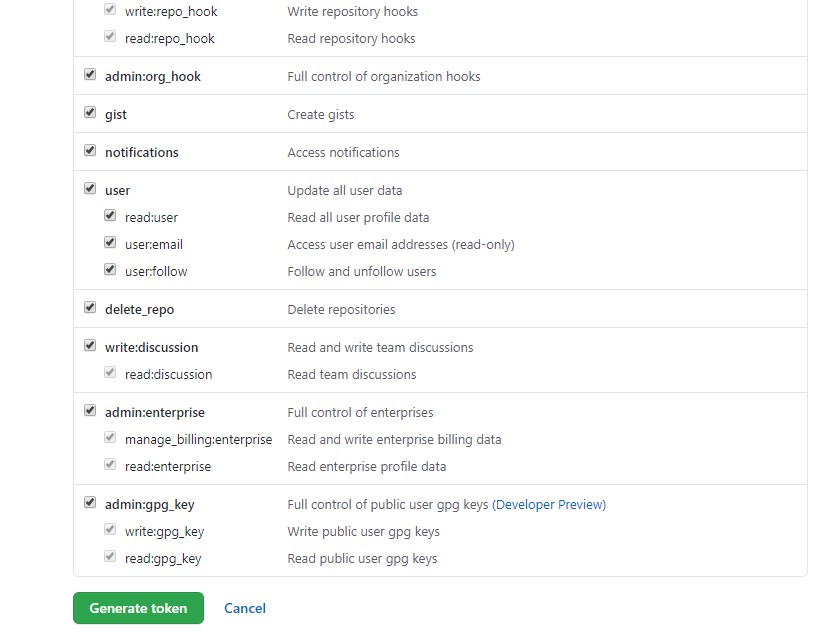 write:repo_hook Write repository hooks
read:repo_hook Read repository hooks
admin:org_hook Full control of organization hooks
gist Create gists
notifications Access notifications
user Update all user data
read:user Read all user profile data
user:email Access user email addresses (read-only)
user:follow Follow and unfollow users
delete_repo Delete repositories
write:discussion Read and write team discussions
read:discussion Read team discussions
admin:enterprise Full control of enterprises
manage_billing:enterprise Read and write enterprise billing data
read:enterprise Read enterprise profile data
admin:gpg_key Full control of public user gpg keys (Developer Preview)
write:gpg_key Write public user gpg keys
read:gpg_key Read public user gpg keys
Generate token Cancel